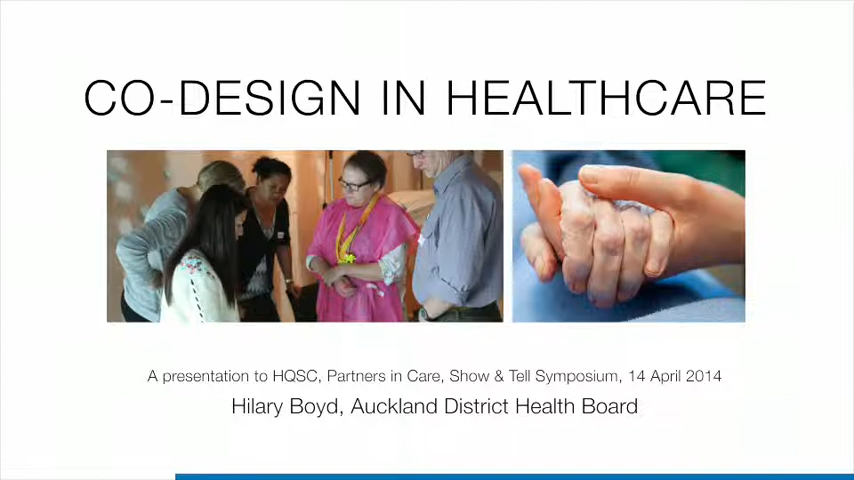 CO-DESIGN IN HEALTHCARE
A presentation to HQSC, Partners in Care, Show & Tell Symposium, 14 April 2014
Hilary Boyd, Auckland District Health Board